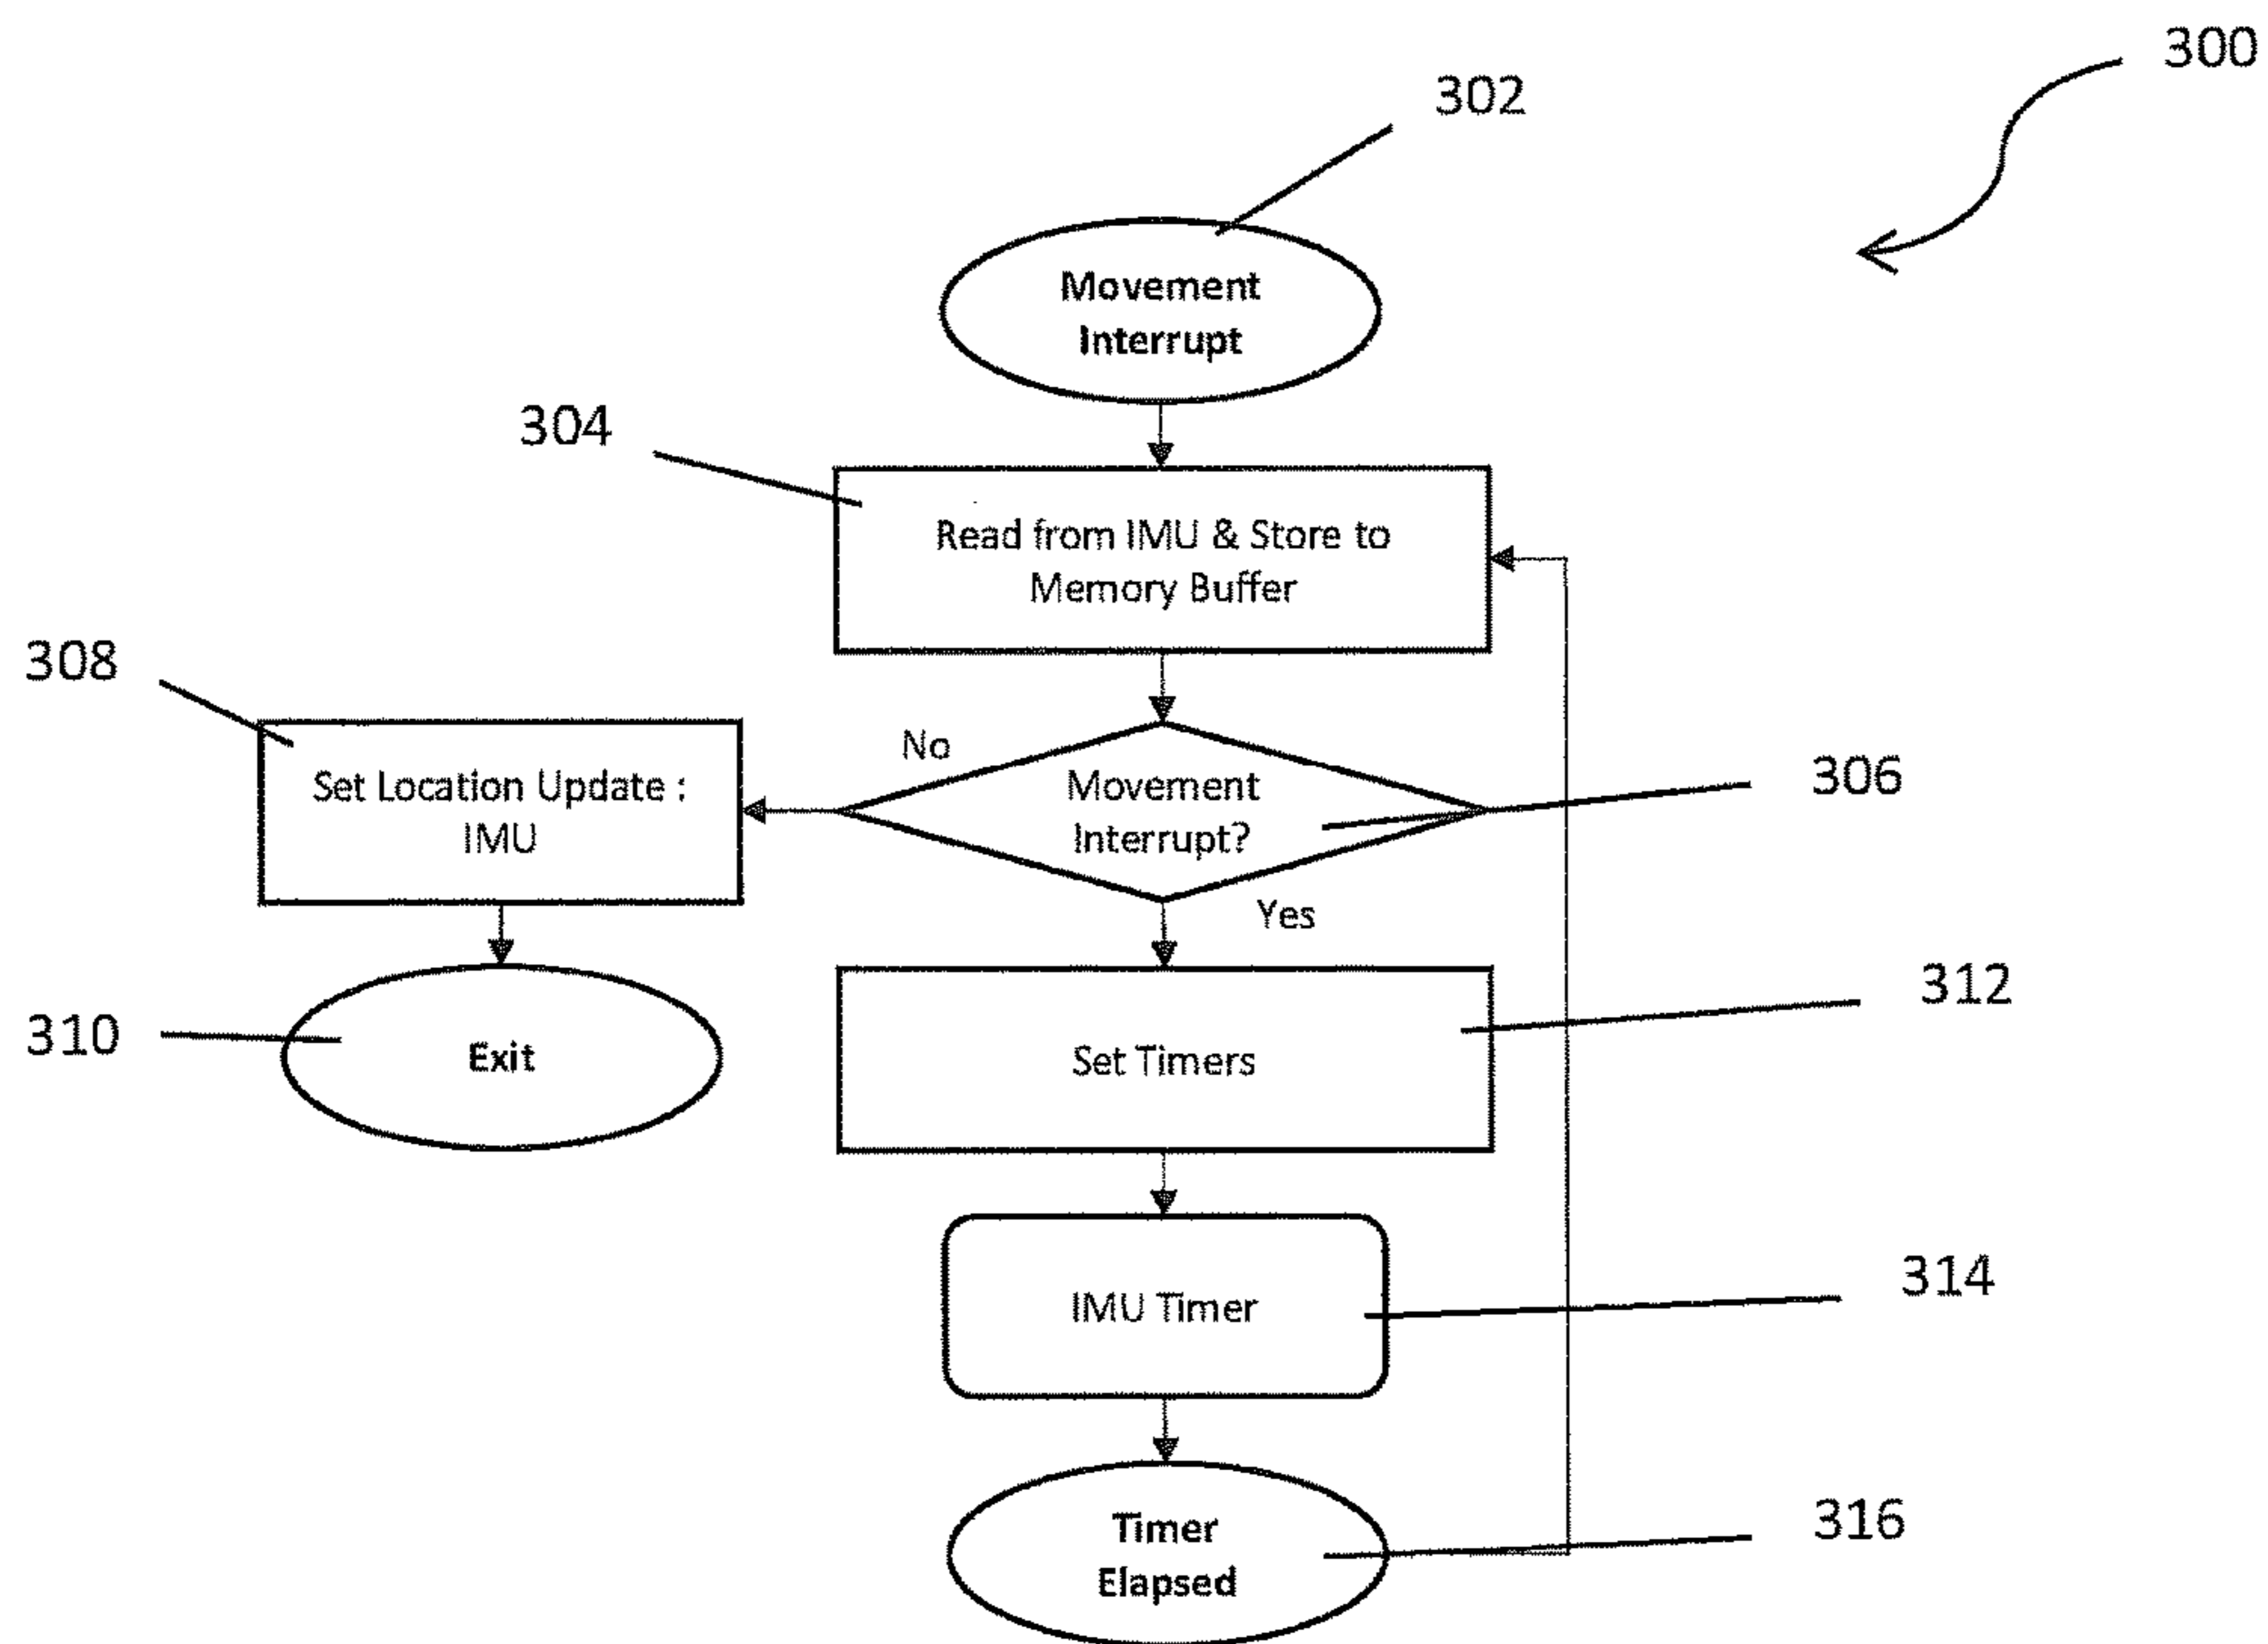 300
302
Movement
Interrupt
304
Read from IMU & Store to
Memory Buffer
308
No
Set Location Update :
IMU
Movement
Interrupt?
306
Yes
310
Exit
312
Set Timers
314
IMU Timer
316
Timer
Elapsed